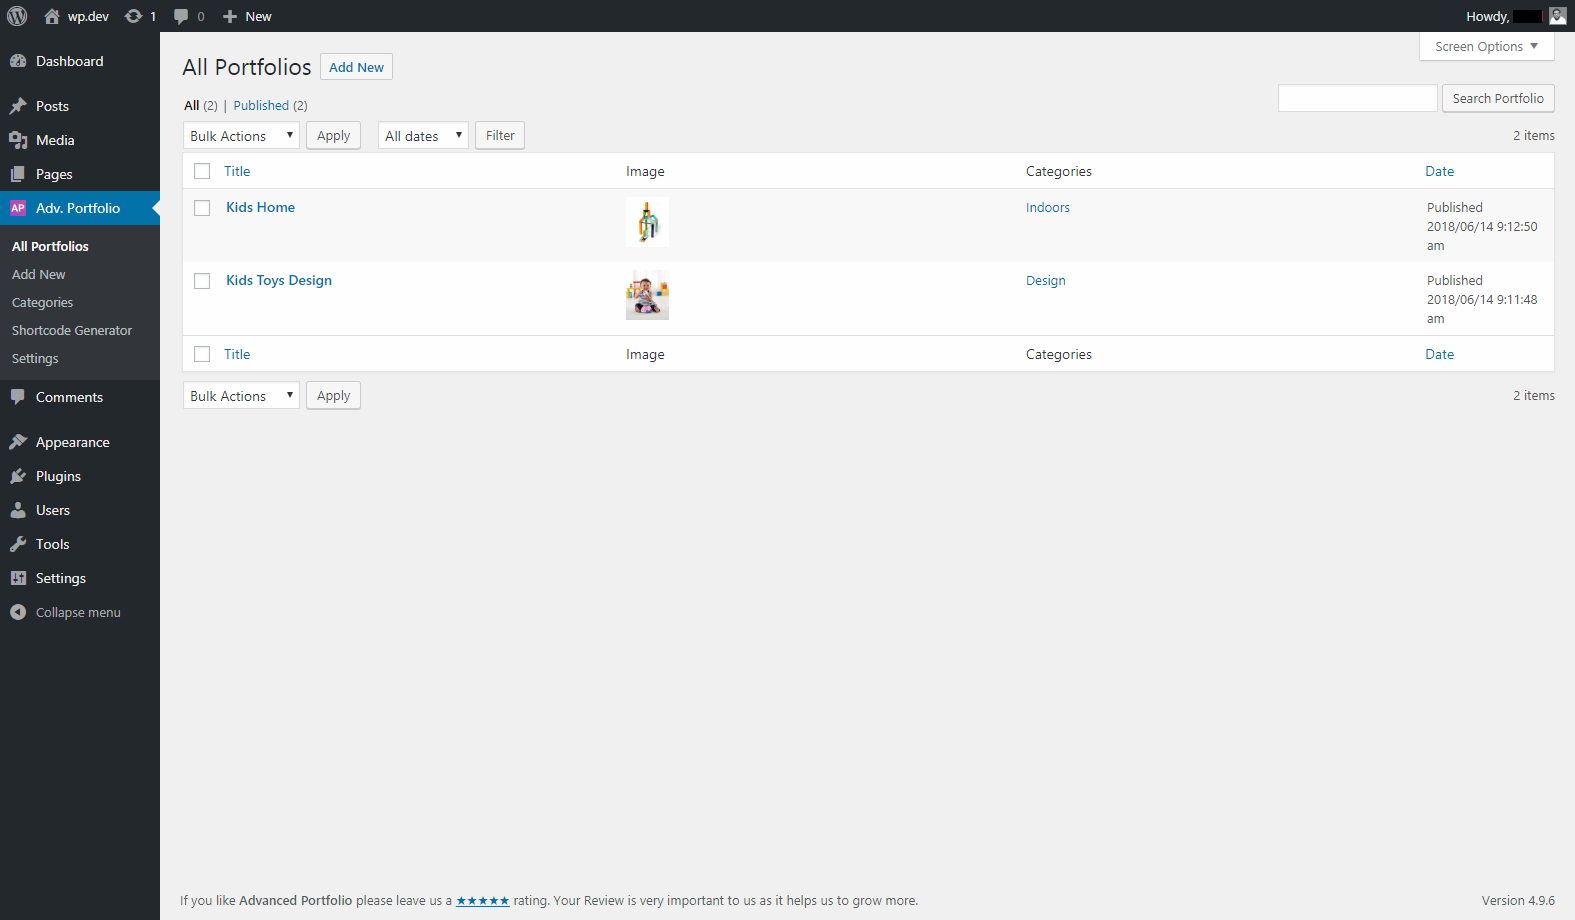 wp.dev 1 0 New Howdy,
Screen Options
Dashboard
Posts
Media
Pages
AP Adv. Portfolio
All Portfolios
Add New
Categories
Shortcode Generator
Settings
Comments
Appearance
Plugins
Users
Tools
Settings
Collapse menu
All Portfolios Add New
All (2) | Published (2)
Search Portfolio
Bulk Actions Apply All dates Filter 2 items
Title Image Categories Date
Kids Home Indoors Published
2018/06/14 9:12:50
am
Kids Toys Design Design Published
2018/06/14 9:11:48
am
Title Image Categories Date
Bulk Actions Apply 2 items
If you like Advanced Portfolio please leave us a ★★★★★ rating. Your Review is very important to us as it helps us to grow more. Version 4.9.6